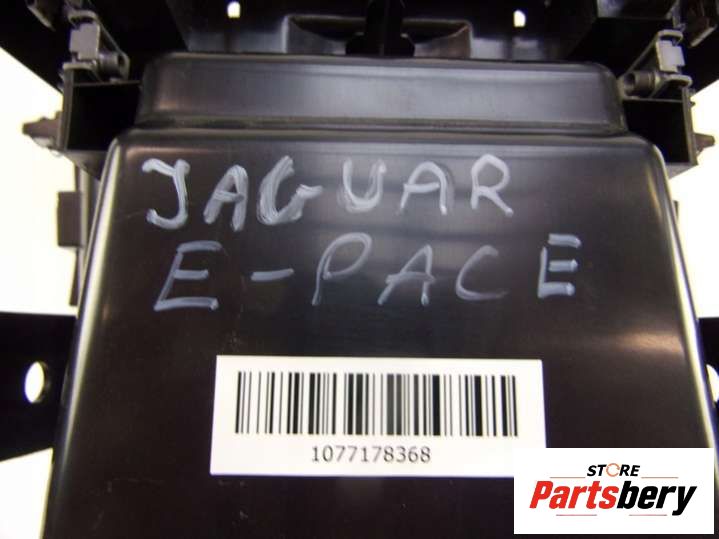 JAGUAR
E-PACE
1077178368
STORE
Partsbery